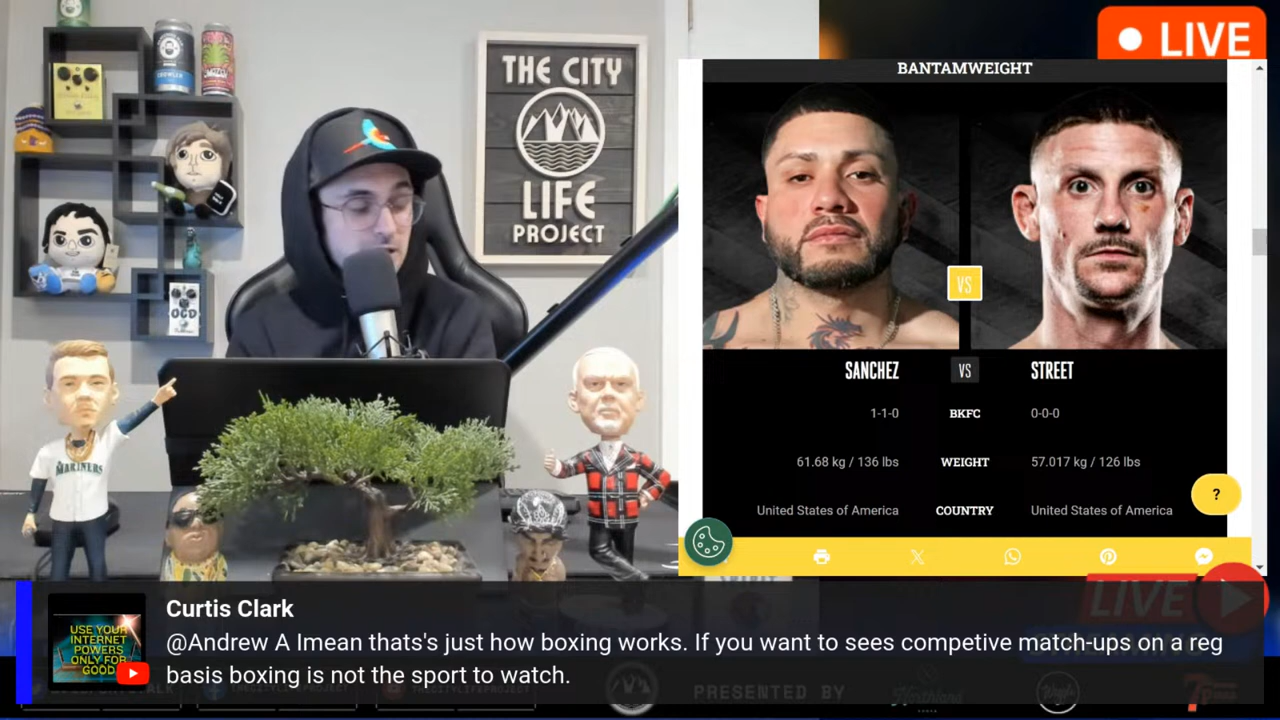 LIVE
BANTAMWEIGHT
THE CITY
LIFE
PROJECT
OCD
MARINERS
VS
SANCHEZ VS STREET
1-1-0 BKFC 0-0-0
61.68 kg / 136 lbs WEIGHT 57.017 kg / 126 lbs
United States of America COUNTRY United States of America
?
LIVE
USE YOUR
INTERNET
POWERS
ONLY FOR
GOOD
Curtis Clark
@Andrew A Imean thats's just how boxing works. If you want to sees competive match-ups on a reg
basis boxing is not the sport to watch.
PRESENTED BY